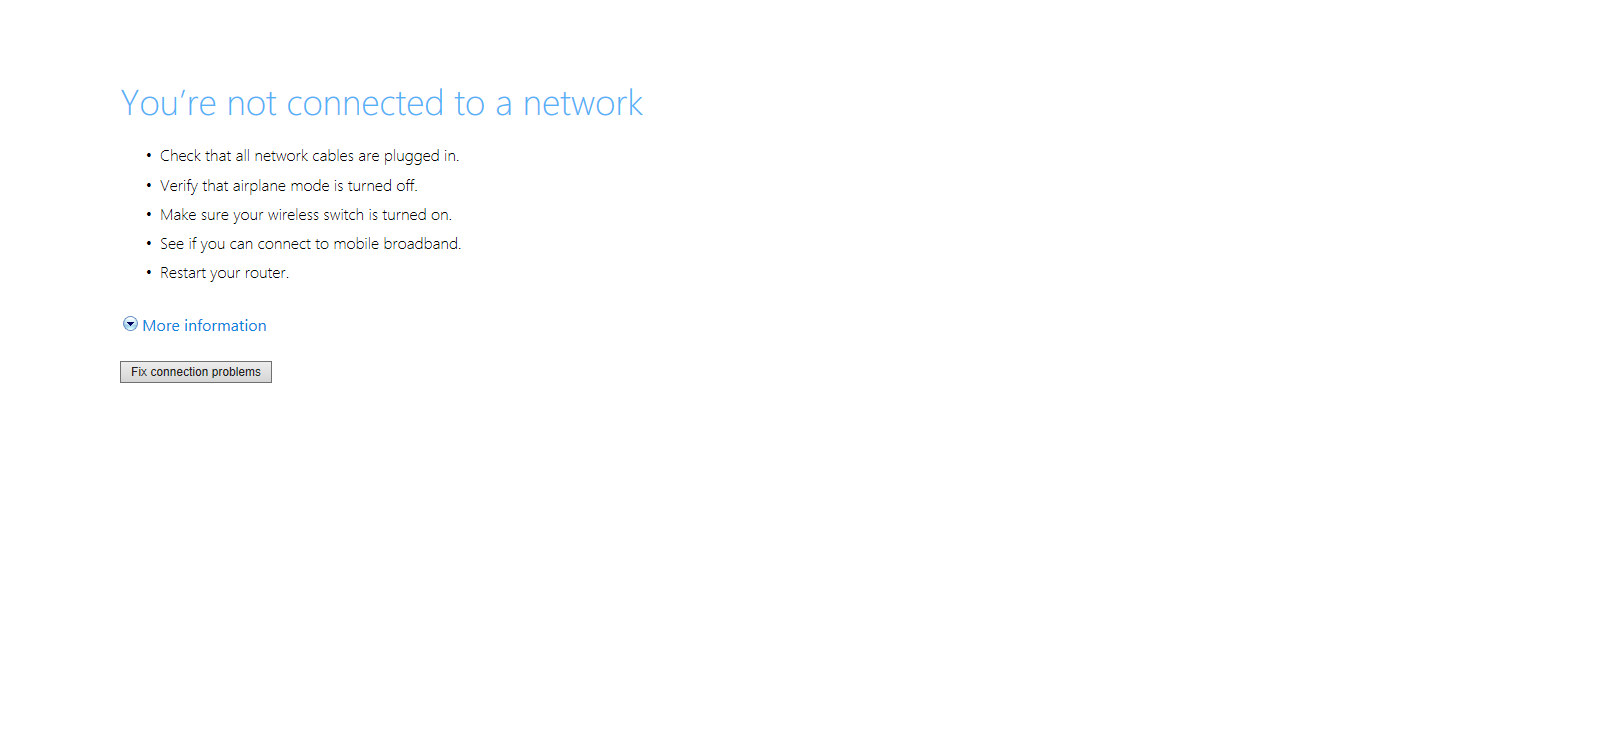 You’re not connected to a network
• Check that all network cables are plugged in.
• Verify that airplane mode is turned off.
• Make sure your wireless switch is turned on.
• See if you can connect to mobile broadband.
• Restart your router.
More information
Fix connection problems